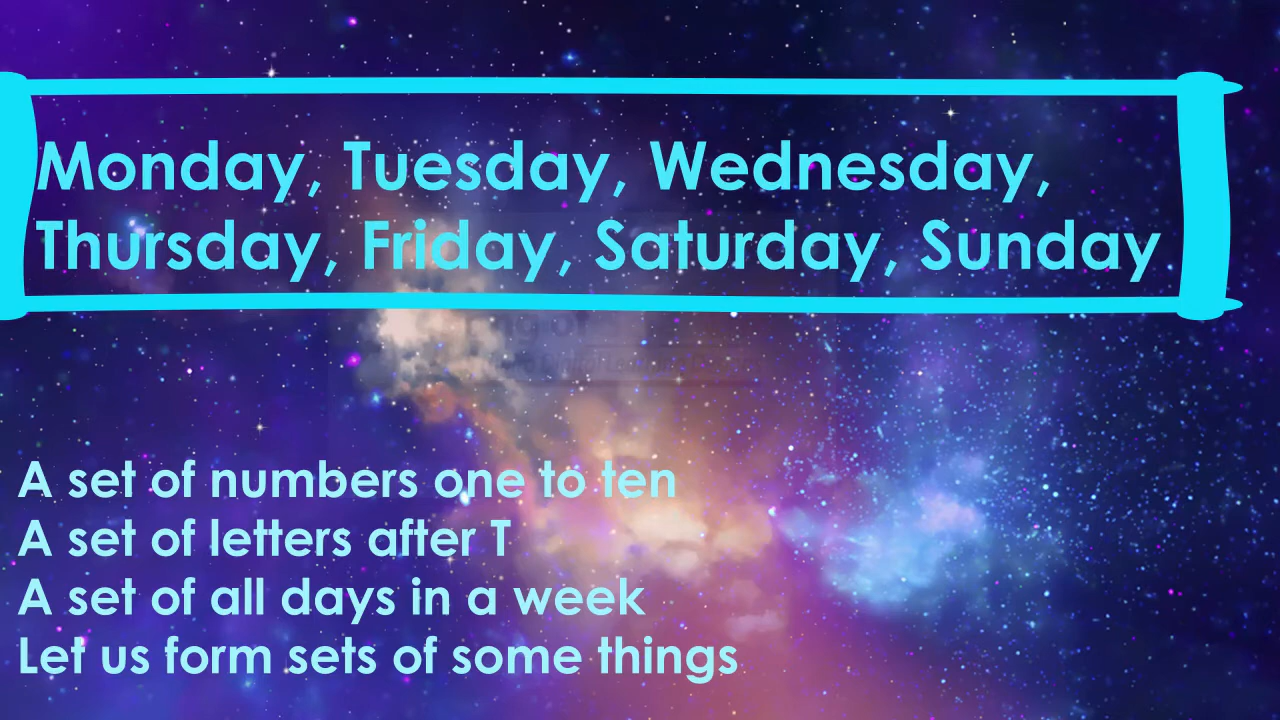 Monday, Tuesday, Wednesday,
Thursday, Friday, Saturday, Sunday
A set of numbers one to ten
A set of letters after T
A set of all days in a week
Let us form sets of some things